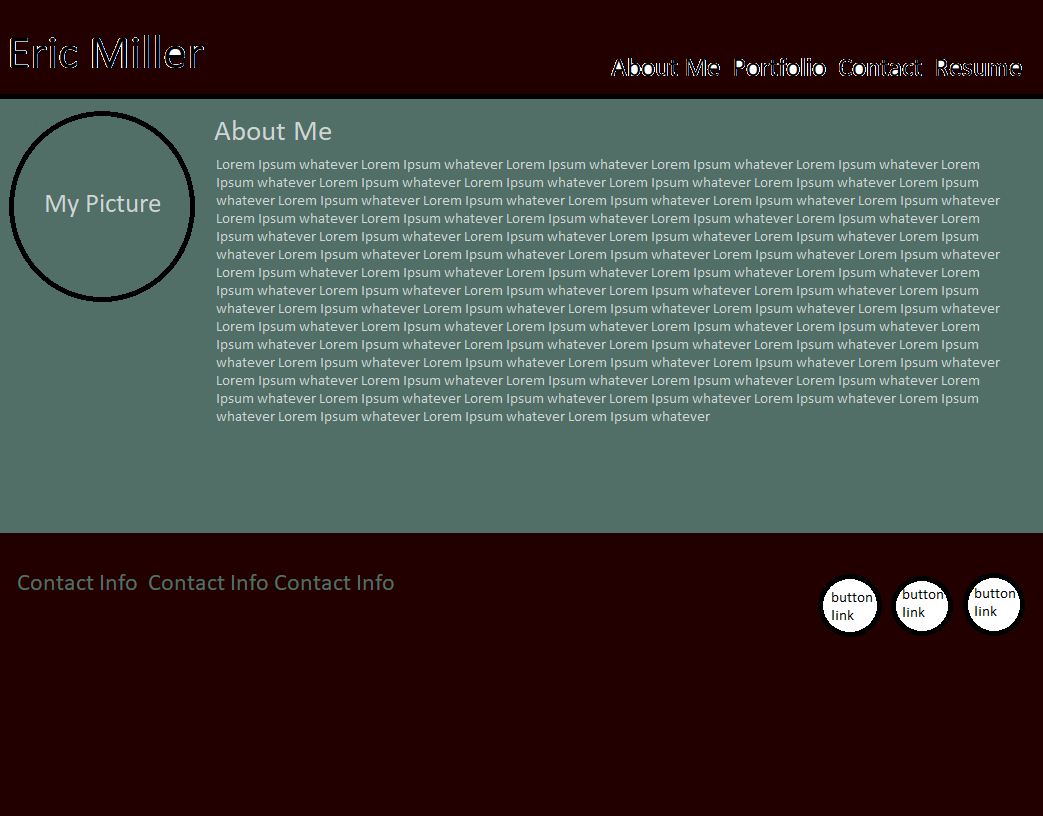 Eric Miller
About Me Portfolio Contact Resume
My Picture
About Me
Lorem Ipsum whatever Lorem Ipsum whatever Lorem Ipsum whatever Lorem Ipsum whatever Lorem Ipsum whatever Lorem
Ipsum whatever Lorem Ipsum whatever Lorem Ipsum whatever Lorem Ipsum whatever Lorem Ipsum whatever Lorem Ipsum
whatever Lorem Ipsum whatever Lorem Ipsum whatever Lorem Ipsum whatever Lorem Ipsum whatever Lorem Ipsum whatever
Lorem Ipsum whatever Lorem Ipsum whatever Lorem Ipsum whatever Lorem Ipsum whatever Lorem Ipsum whatever Lorem
Ipsum whatever Lorem Ipsum whatever Lorem Ipsum whatever Lorem Ipsum whatever Lorem Ipsum whatever Lorem Ipsum
whatever Lorem Ipsum whatever Lorem Ipsum whatever Lorem Ipsum whatever Lorem Ipsum whatever Lorem Ipsum whatever
Lorem Ipsum whatever Lorem Ipsum whatever Lorem Ipsum whatever Lorem Ipsum whatever Lorem Ipsum whatever Lorem
Ipsum whatever Lorem Ipsum whatever Lorem Ipsum whatever Lorem Ipsum whatever Lorem Ipsum whatever Lorem Ipsum
whatever Lorem Ipsum whatever Lorem Ipsum whatever Lorem Ipsum whatever Lorem Ipsum whatever Lorem Ipsum whatever
Lorem Ipsum whatever Lorem Ipsum whatever Lorem Ipsum whatever Lorem Ipsum whatever Lorem Ipsum whatever Lorem
Ipsum whatever Lorem Ipsum whatever Lorem Ipsum whatever Lorem Ipsum whatever Lorem Ipsum whatever Lorem Ipsum
whatever Lorem Ipsum whatever Lorem Ipsum whatever Lorem Ipsum whatever Lorem Ipsum whatever Lorem Ipsum whatever
Lorem Ipsum whatever Lorem Ipsum whatever Lorem Ipsum whatever Lorem Ipsum whatever Lorem Ipsum whatever Lorem
Ipsum whatever Lorem Ipsum whatever Lorem Ipsum whatever Lorem Ipsum whatever Lorem Ipsum whatever Lorem Ipsum
whatever Lorem Ipsum whatever Lorem Ipsum whatever Lorem Ipsum whatever
Contact Info Contact Info Contact Info
button
link
button
link
button
link